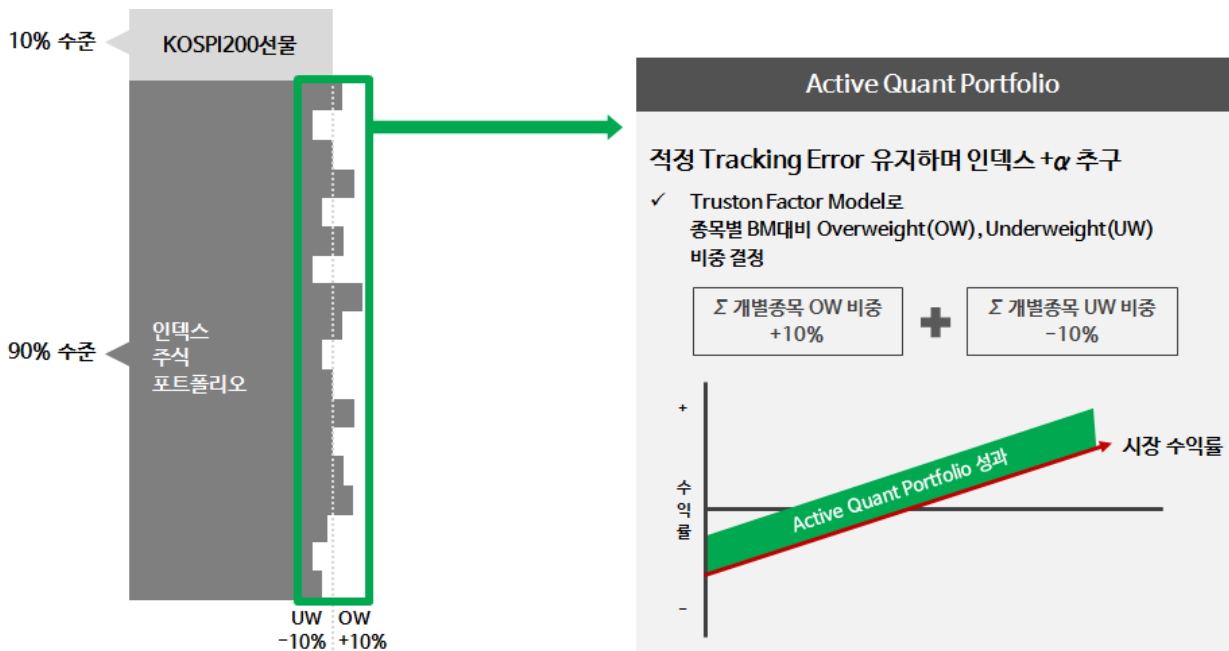 10% 수준
KOSPI200선물
90% 수준
인덱스
주식
포트폴리오
UW
-10%
OW
+10%
Active Quant Portfolio
적정 Tracking Error 유지하며 인덱스 +α 추구
✓ Truston Factor Model로
종목별 BM대비 Overweight(OW), Underweight(UW)
비중 결정
Σ 개별종목 OW 비중
+10%
+
Σ 개별종목 UW 비중
-10%
+
수
익
률
-
Active Quant Portfolio 성과
시장 수익률